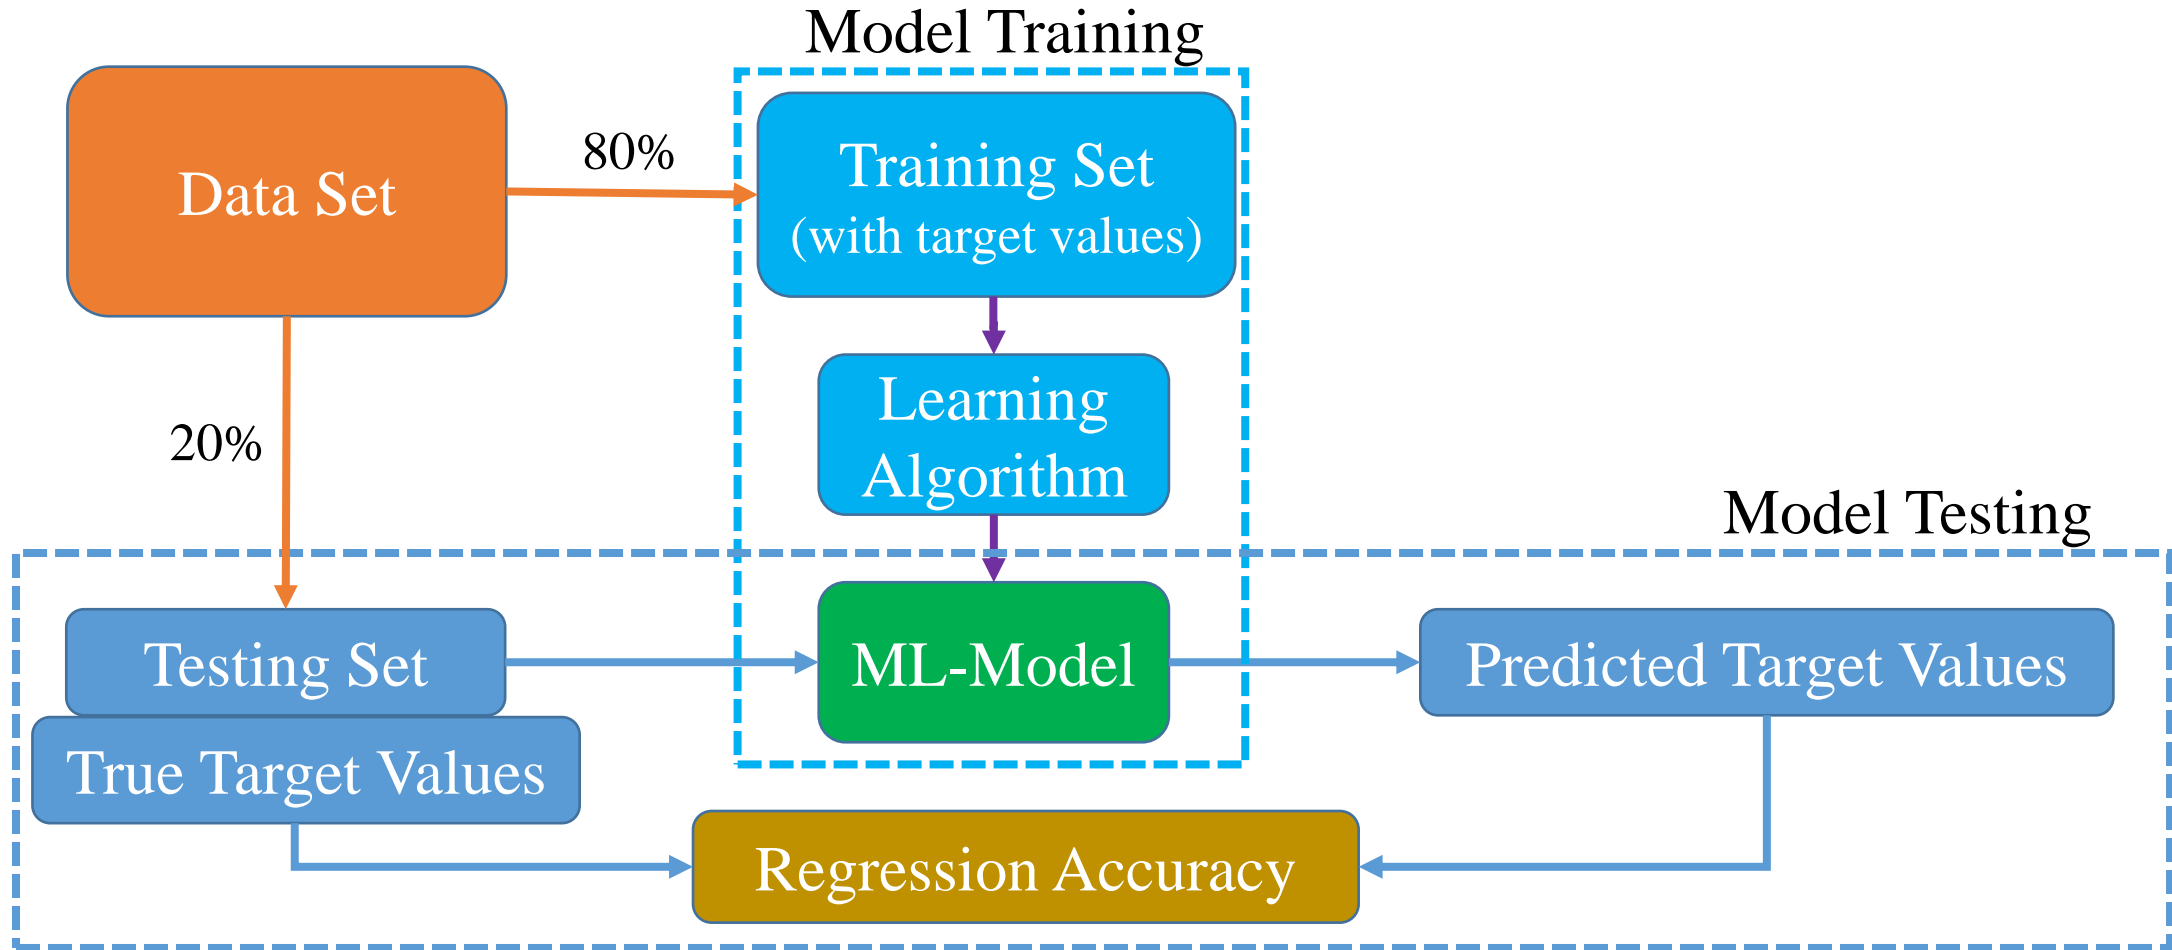 Model Training
Data Set
80%
Training Set
(with target values)
20%
Learning
Algorithm
Model Testing
Testing Set
ML-Model
Predicted Target Values
True Target Values
Regression Accuracy